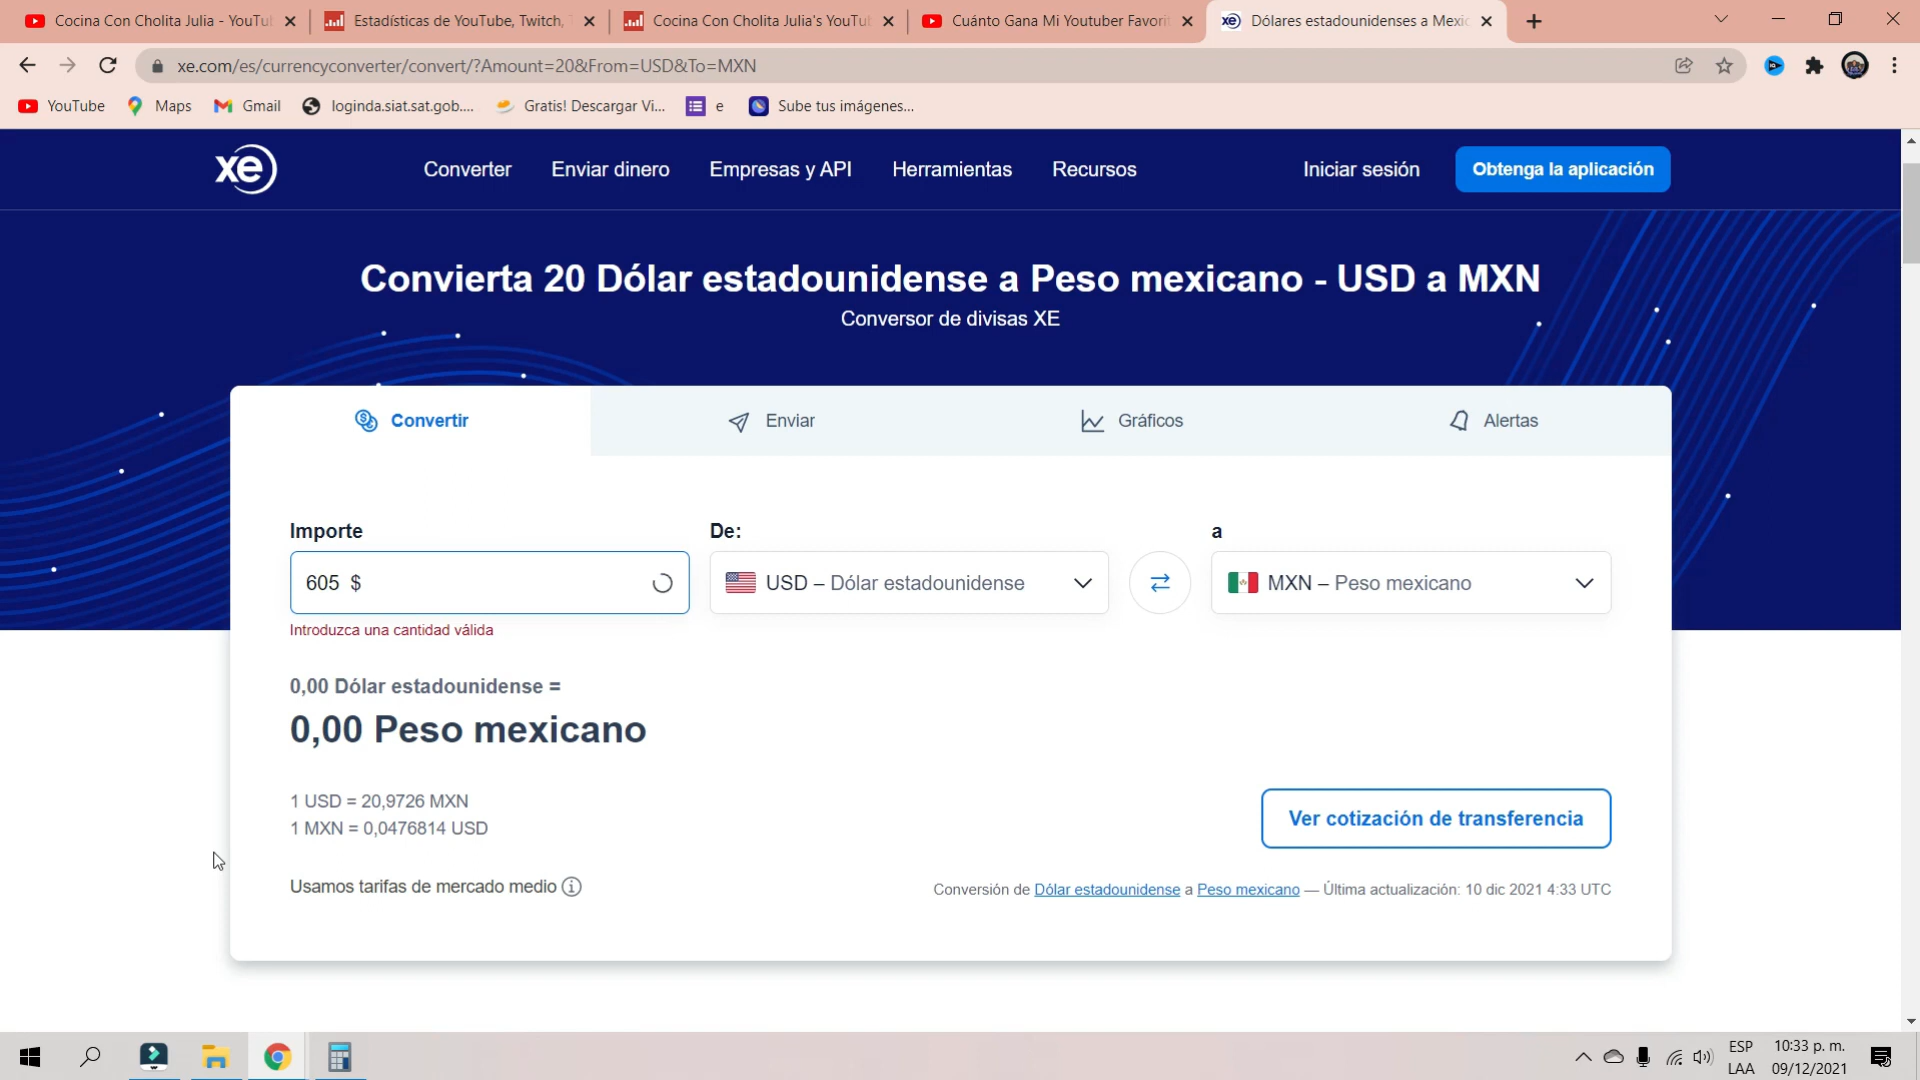 Cocina Con Cholita Julia - YouTu
Estadísticas de YouTube, Twitch, T
Cocina Con Cholita Julia's YouTu
Cuánto Gana Mi Youtuber Favori
Dólares estadounidenses a Mexic
xe.com/es/currencyconverter/convert/?Amount=20&From=USD&To=MXN
YouTube
Maps
Gmail
loginda.siat.sat.gob....
Gratis! Descargar Vi...
e
Sube tus imágenes...
xe
Converter
Enviar dinero
Empresas y API
Herramientas
Recursos
Iniciar sesión
Obtenga la aplicación
Convierta 20 Dólar estadounidense a Peso mexicano - USD a MXN
Conversor de divisas XE
Convertir
Enviar
Gráficos
Alertas
Importe
De:
a
605 $
USD – Dólar estadounidense
MXN – Peso mexicano
Introduzca una cantidad válida
0,00 Dólar estadounidense =
0,00 Peso mexicano
1 USD = 20,9726 MXN
1 MXN = 0,0476814 USD
Ver cotización de transferencia
Usamos tarifas de mercado medio
Conversión de Dólar estadounidense a Peso mexicano — Última actualización: 10 dic 2021 4:33 UTC
ESP
LAA
10:33 p. m.
09/12/2021